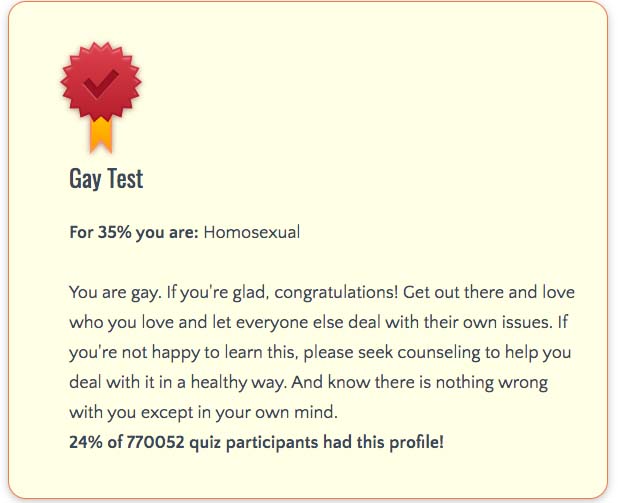 Gay Test
For 35% you are: Homosexual
You are gay. If you're glad, congratulations! Get out there and love
who you love and let everyone else deal with their own issues. If
you're not happy to learn this, please seek counseling to help you
deal with it in a healthy way. And know there is nothing wrong
with you except in your own mind.
24% of 770052 quiz participants had this profile!